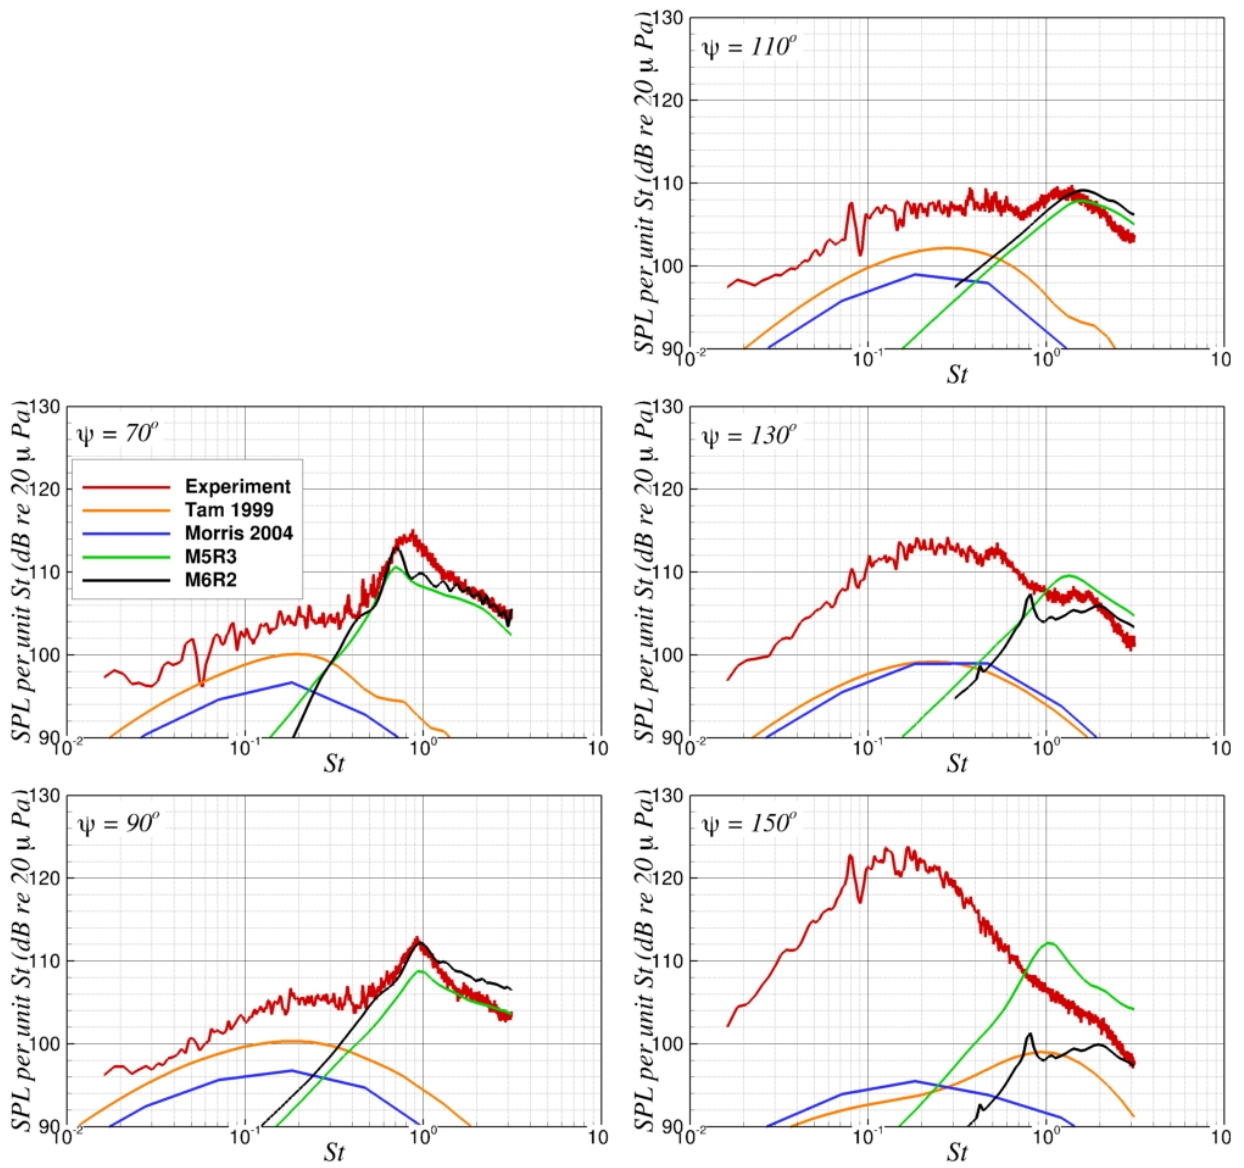 SPL per unit St (dB re 20 μ Pa)
130
120
110
100
90
ψ = 110°
10⁻² 10⁻¹ 10⁰ 10
St
SPL per unit St (dB re 20 μ Pa)
130
120
110
100
90
ψ = 70°
Experiment
Tam 1999
Morris 2004
M5R3
M6R2
10⁻² 10⁻¹ 10⁰ 10
St
SPL per unit St (dB re 20 μ Pa)
130
120
110
100
90
ψ = 130°
10⁻² 10⁻¹ 10⁰ 10
St
SPL per unit St (dB re 20 μ Pa)
130
120
110
100
90
ψ = 90°
10⁻² 10⁻¹ 10⁰ 10
St
SPL per unit St (dB re 20 μ Pa)
130
120
110
100
90
ψ = 150°
10⁻² 10⁻¹ 10⁰ 10
St